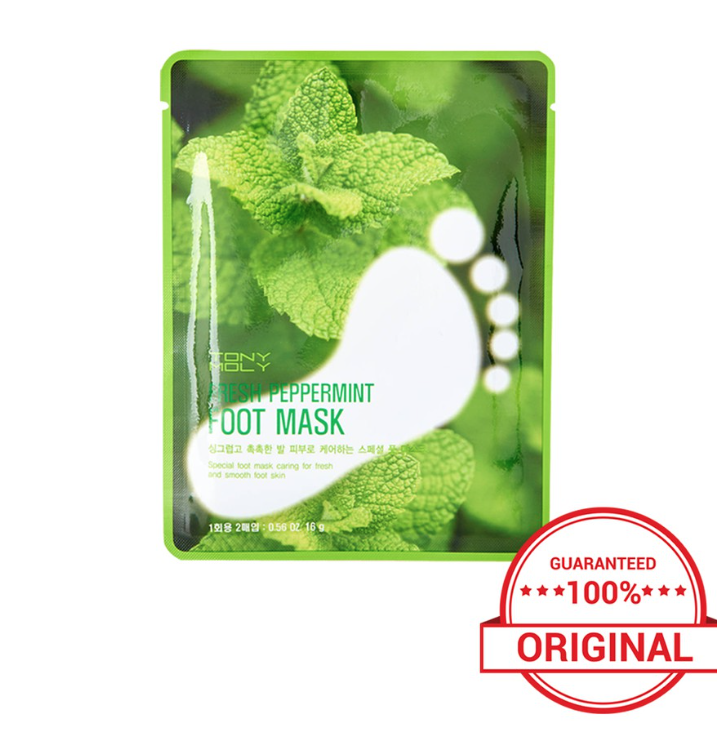 TONY
MOLY
FRESH PEPPERMINT
FOOT MASK
싱그럽고 촉촉한 발 피부로 케어하는 스페셜
Special foot mask caring for fresh
and smooth foot skin
1회용 2매입 : 0.56 OZ. 16 g
GUARANTEED
★★★100%★★★
ORIGINAL